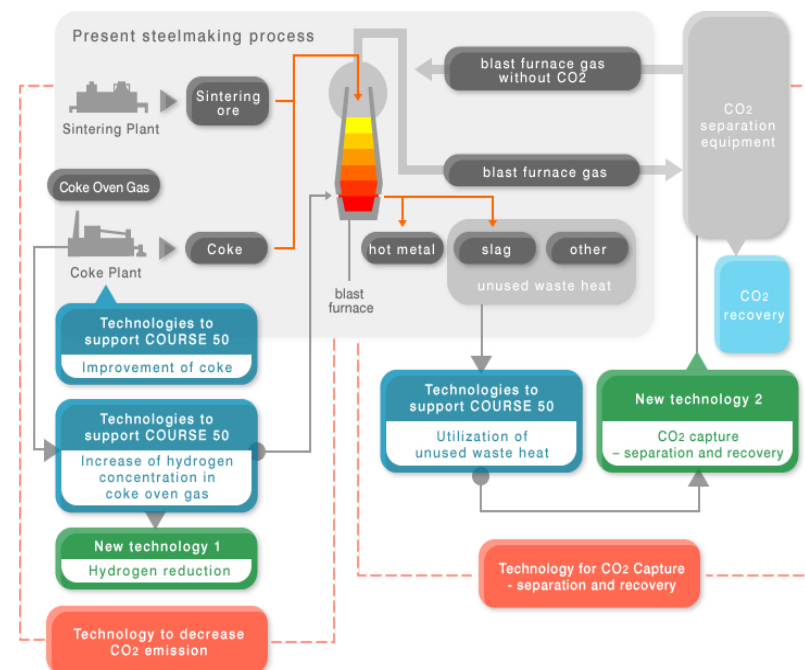 Present steelmaking process
Sintering Plant
Sintering
ore
blast furnace gas
without CO2
CO2
separation
equipment
blast furnace gas
Coke Oven Gas
Coke Plant
Coke
hot metal
slag
other
unused waste heat
blast
furnace
CO2
recovery
Technologies to
support COURSE 50
Improvement of coke
Technologies to
support COURSE 50
Increase of hydrogen
concentration in
coke oven gas
New technology 1
Hydrogen reduction
Technologies to
support COURSE 50
Utilization of
unused waste heat
New technology 2
CO2 capture
– separation and recovery
Technology for CO2 Capture
- separation and recovery
Technology to decrease
CO2 emission